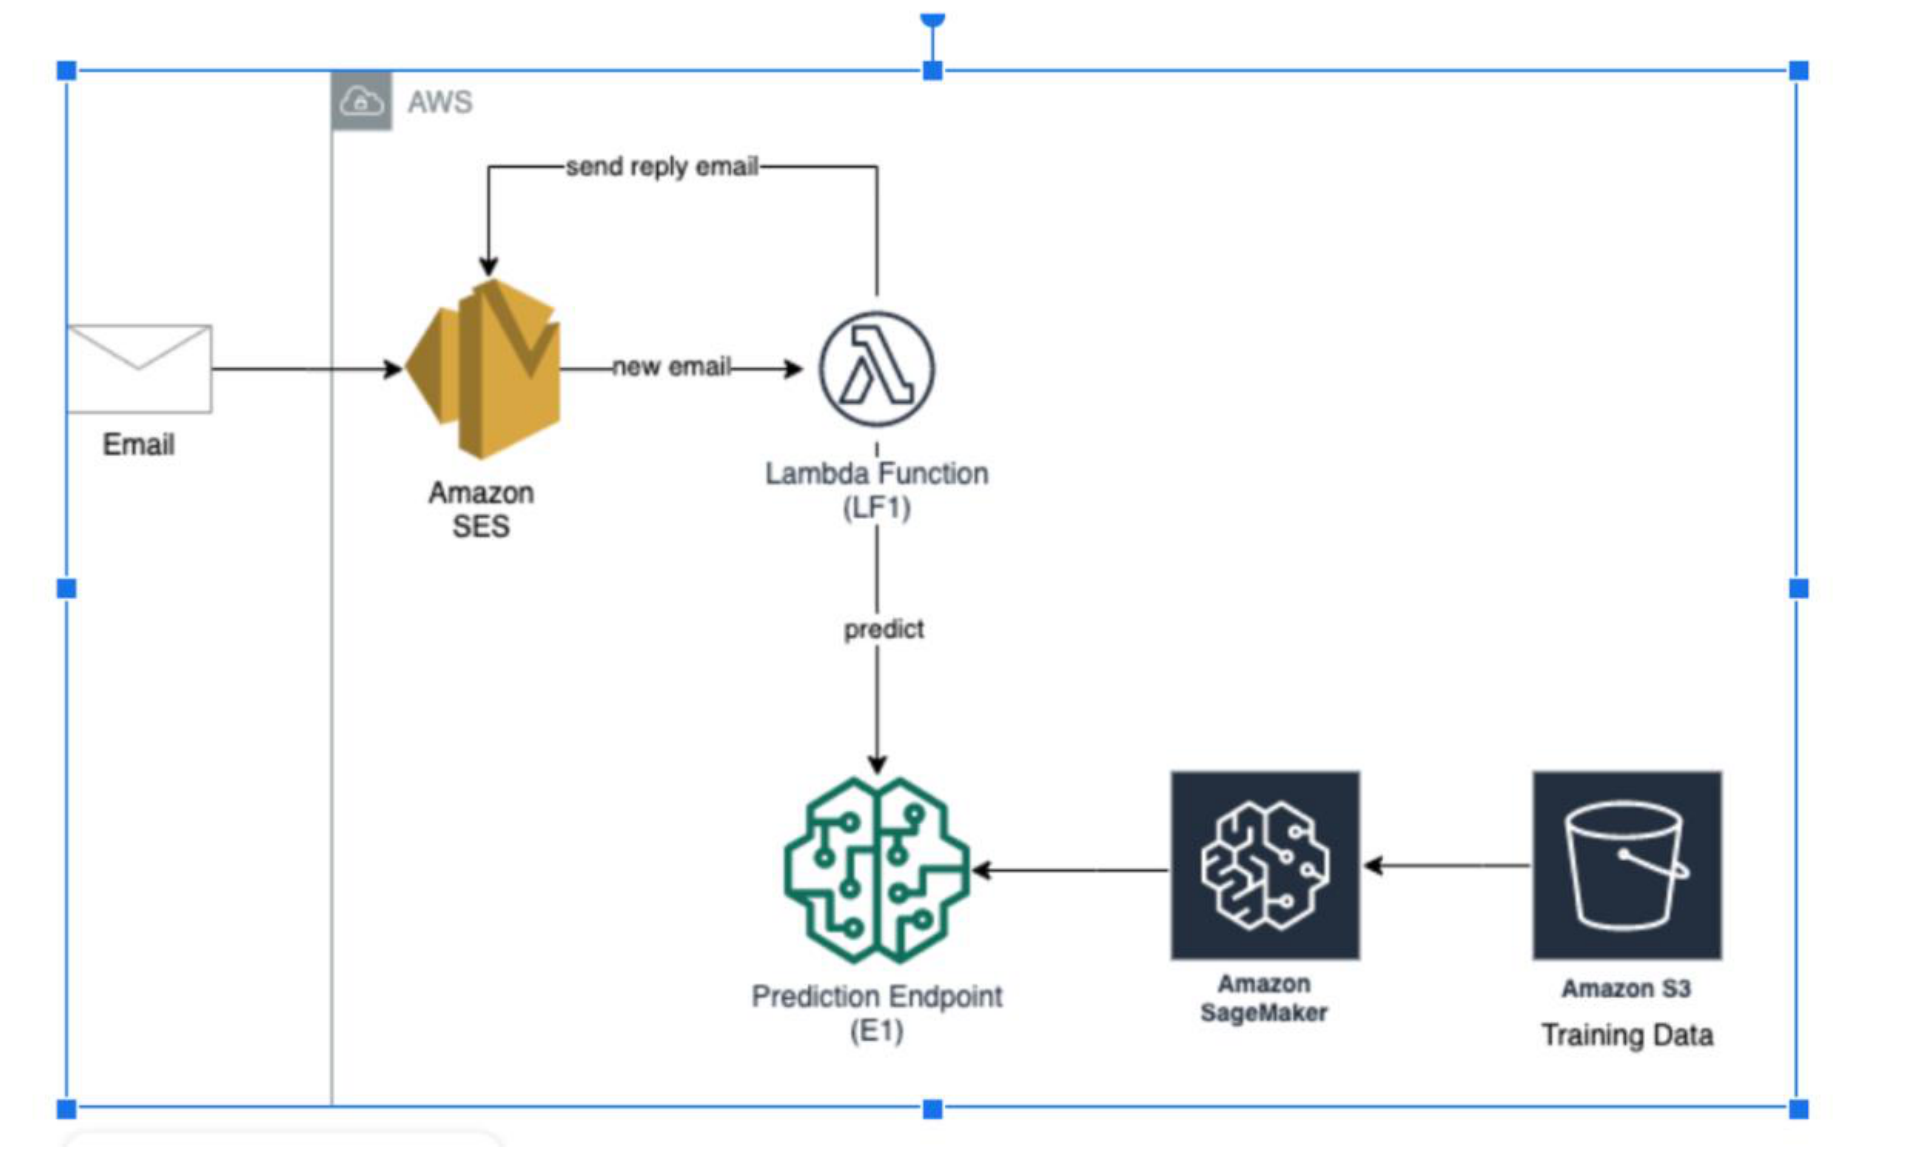 AWS
send reply email
new email
Email
Amazon
SES
Lambda Function
(LF1)
predict
Prediction Endpoint
(E1)
Amazon
SageMaker
Amazon S3
Training Data